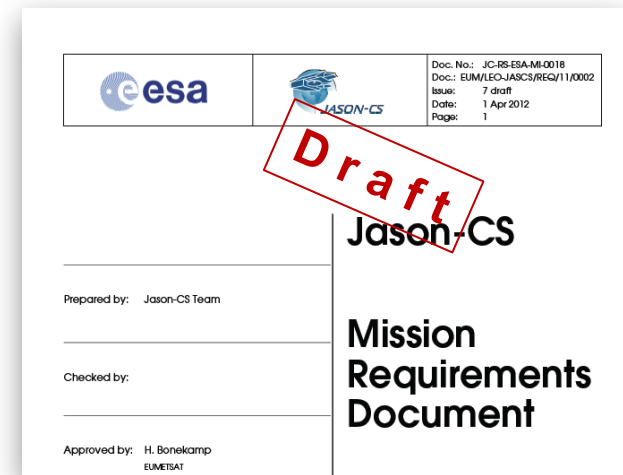 esa
JASON-CS
Doc. No.: JC-RS-ESA-MI-0018
Doc.: EUM/LEO-JASCS/REQ/11/0002
Issue: 7 draft
Date: 1 Apr 2012
Page: 1
Draft
Jason-CS
Prepared by: Jason-CS Team
Mission
Requirements
Document
Checked by:
Approved by: H. Bonekamp
EUMETSAT